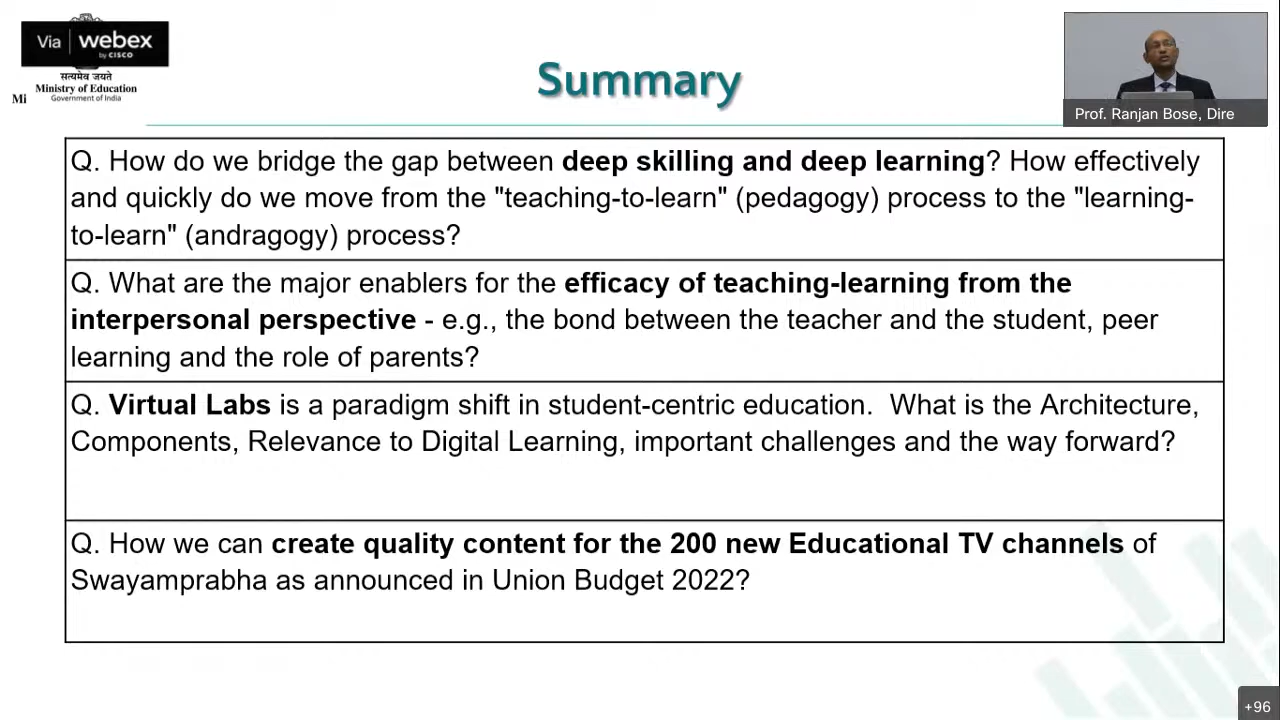 Via webex
by CISCO
सत्यमेव जयते
Ministry of Education
Government of India
Mi
Summary
Prof. Ranjan Bose, Dire
Q. How do we bridge the gap between deep skilling and deep learning? How effectively
and quickly do we move from the "teaching-to-learn" (pedagogy) process to the "learning-
to-learn" (andragogy) process?
Q. What are the major enablers for the efficacy of teaching-learning from the
interpersonal perspective - e.g., the bond between the teacher and the student, peer
learning and the role of parents?
Q. Virtual Labs is a paradigm shift in student-centric education. What is the Architecture,
Components, Relevance to Digital Learning, important challenges and the way forward?
Q. How we can create quality content for the 200 new Educational TV channels of
Swayamprabha as announced in Union Budget 2022?
+96